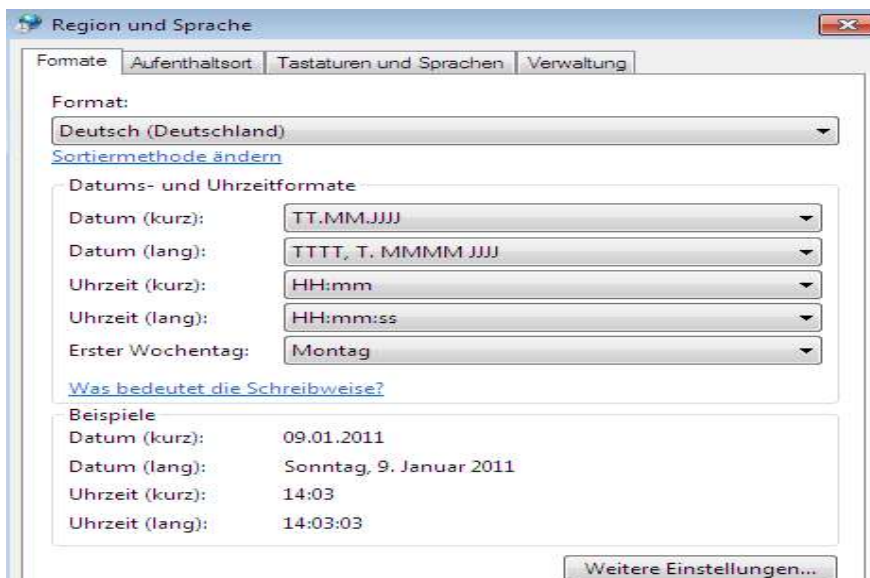 Region und Sprache
Formate Aufenthaltsort Tastaturen und Sprachen Verwaltung
Format:
Deutsch (Deutschland)
Sortiermethode ändern
Datums- und Uhrzeitformate
Datum (kurz): TT.MM.JJJJ
Datum (lang): TTTT, T. MMMM JJJJ
Uhrzeit (kurz): HH:mm
Uhrzeit (lang): HH:mm:ss
Erster Wochentag: Montag
Was bedeutet die Schreibweise?
Beispiele
Datum (kurz): 09.01.2011
Datum (lang): Sonntag, 9. Januar 2011
Uhrzeit (kurz): 14:03
Uhrzeit (lang): 14:03:03
Weitere Einstellungen...